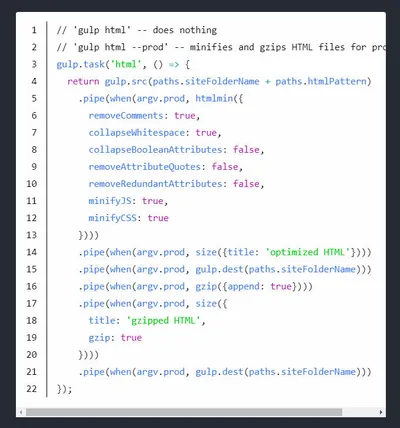 1 // 'gulp html' -- does nothing
2 // 'gulp html --prod' -- minifies and gzips HTML files for
3 gulp.task('html', () => {
4   return gulp.src(paths.siteFolderName + paths.htmlPattern)
5     .pipe(when(argv.prod, htmlmin({
6       removeComments: true,
7       collapseWhitespace: true,
8       collapseBooleanAttributes: false,
9       removeAttributeQuotes: false,
10       removeRedundantAttributes: false,
11       minifyJS: true,
12       minifyCSS: true
13     })))
14     .pipe(when(argv.prod, size({title: 'optimized HTML'})))
15     .pipe(when(argv.prod, gulp.dest(paths.siteFolderName)))
16     .pipe(when(argv.prod, gzip({append: true})))
17     .pipe(when(argv.prod, size({
18       title: 'gzipped HTML',
19       gzip: true
20     })))
21     .pipe(when(argv.prod, gulp.dest(paths.siteFolderName)))
22 });